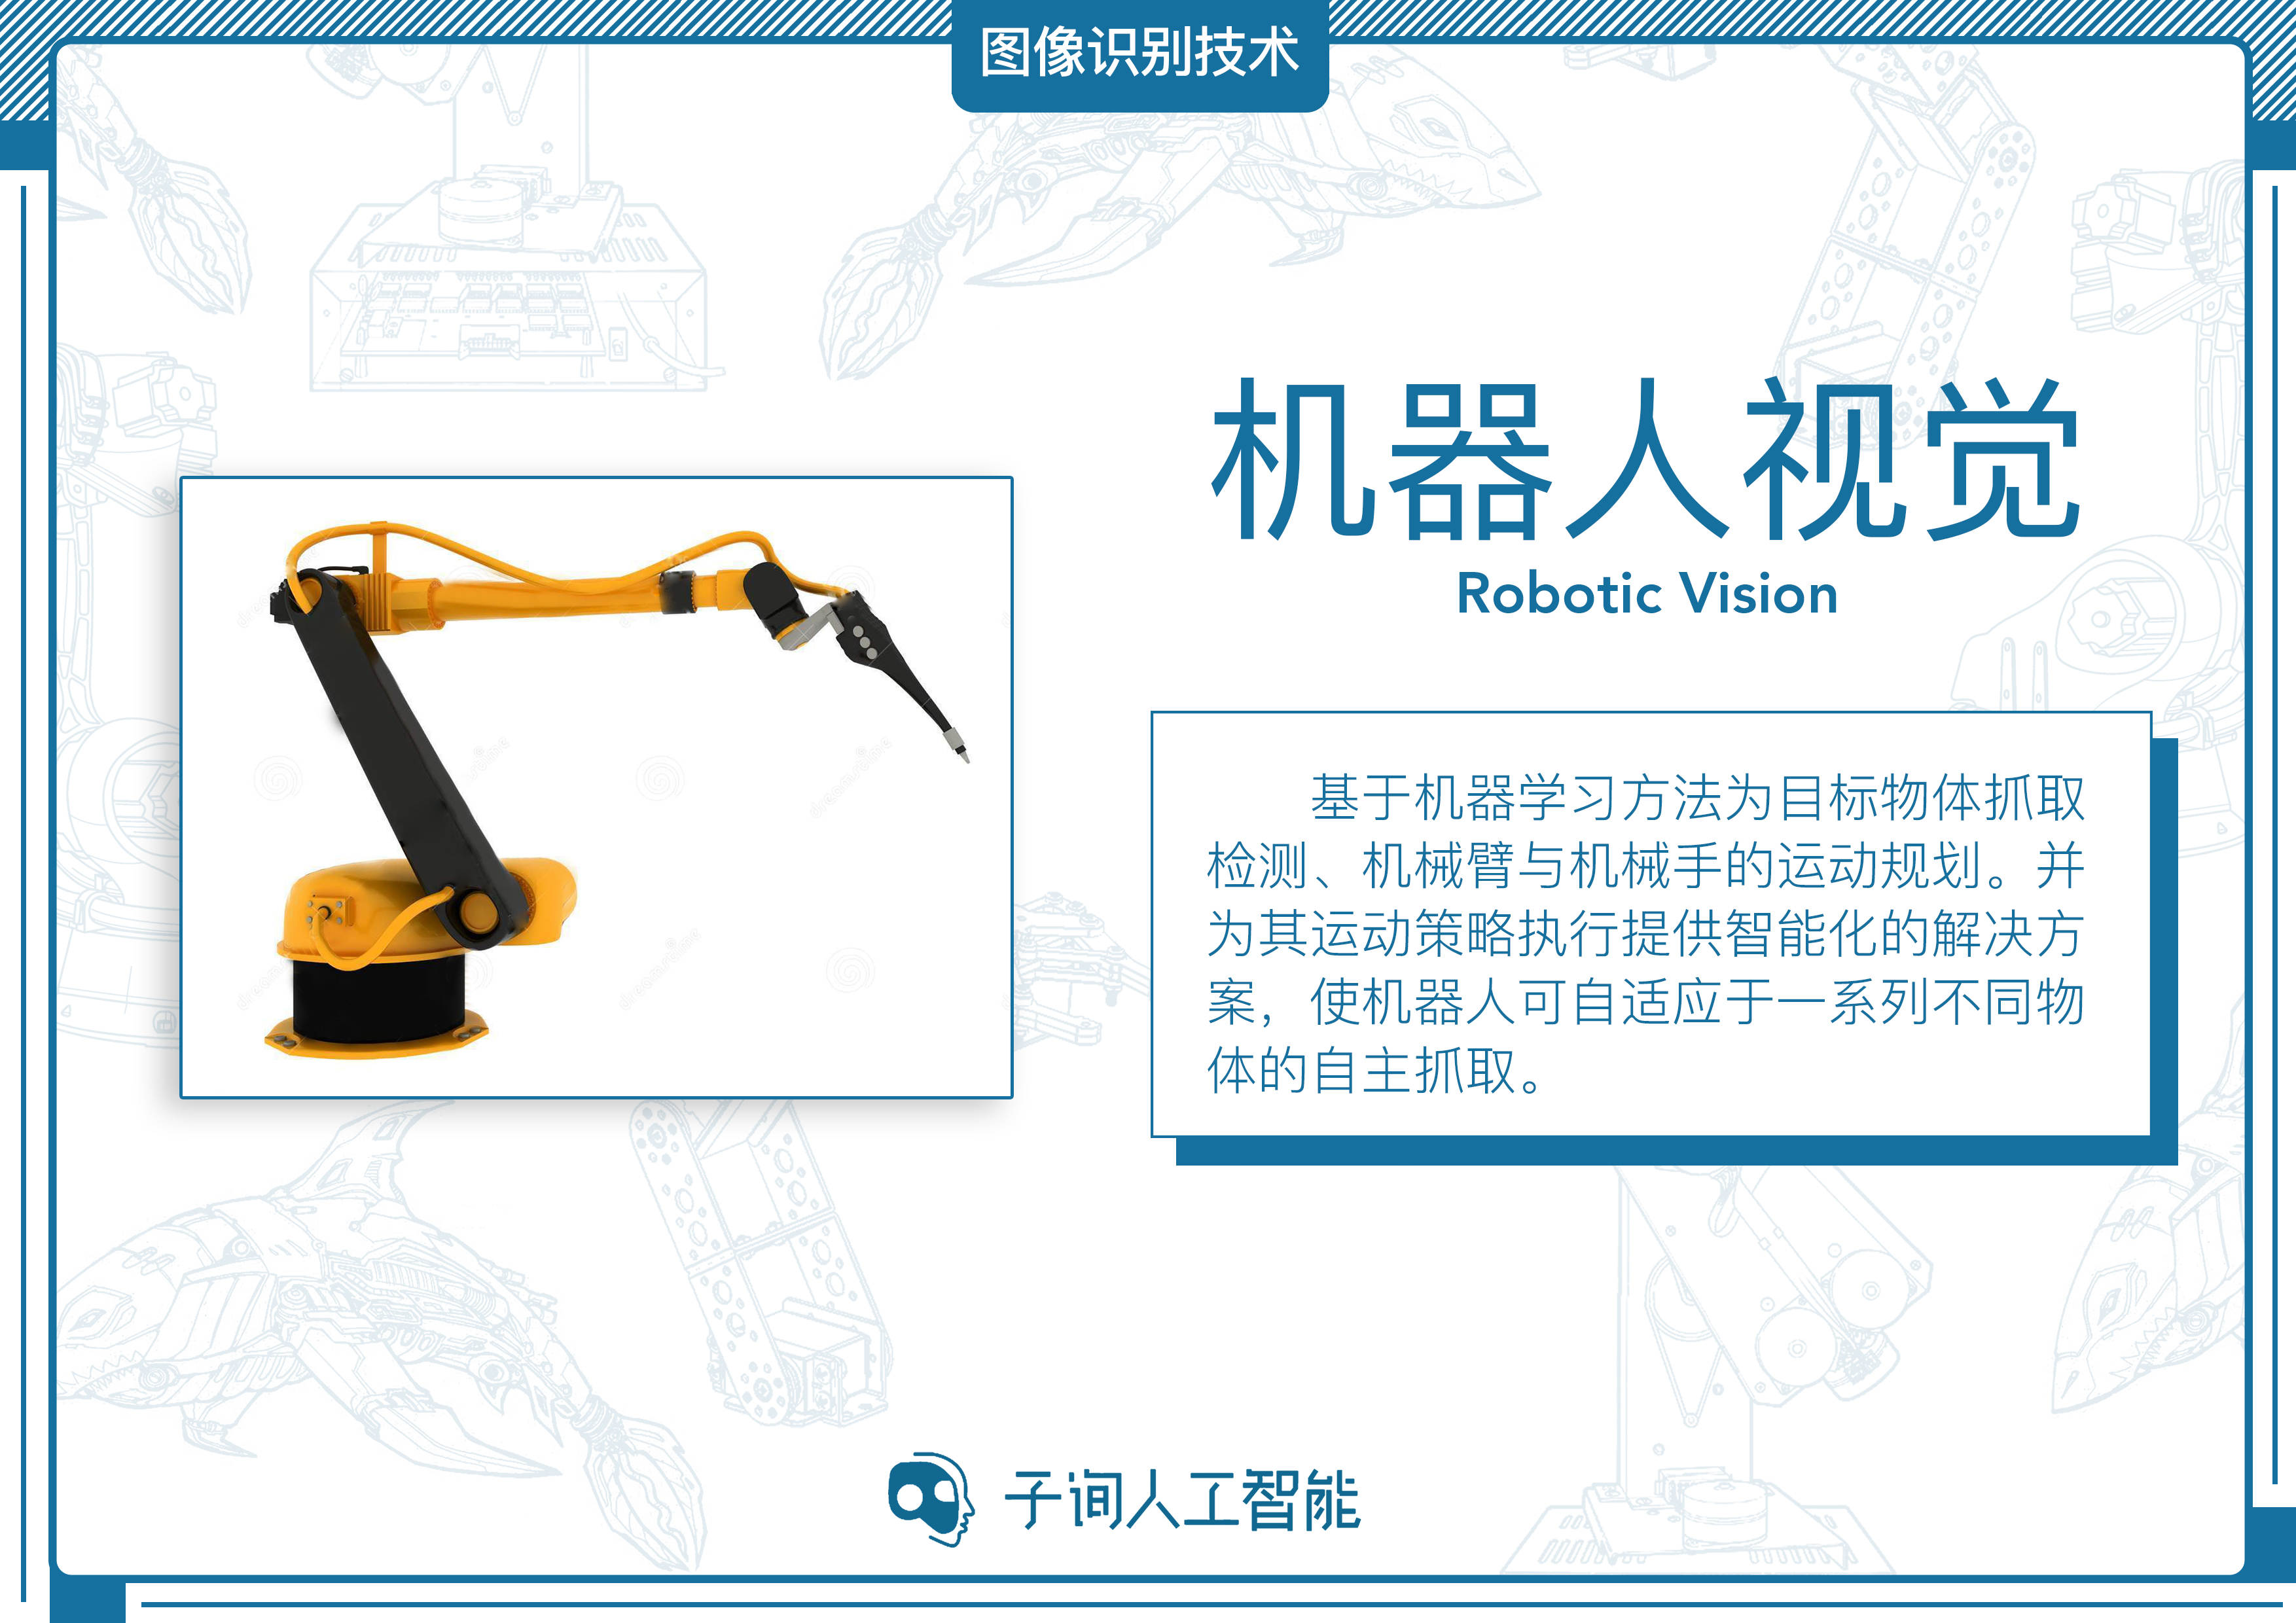 图像识别技术
机器人视觉
Robotic Vision
基于机器学习方法为目标物体抓取
检测、机械臂与机械手的运动规划。并
为其运动策略执行提供智能化的解决方
案，使机器人可自适应于一系列不同物
体的自主抓取。
子询人工智能